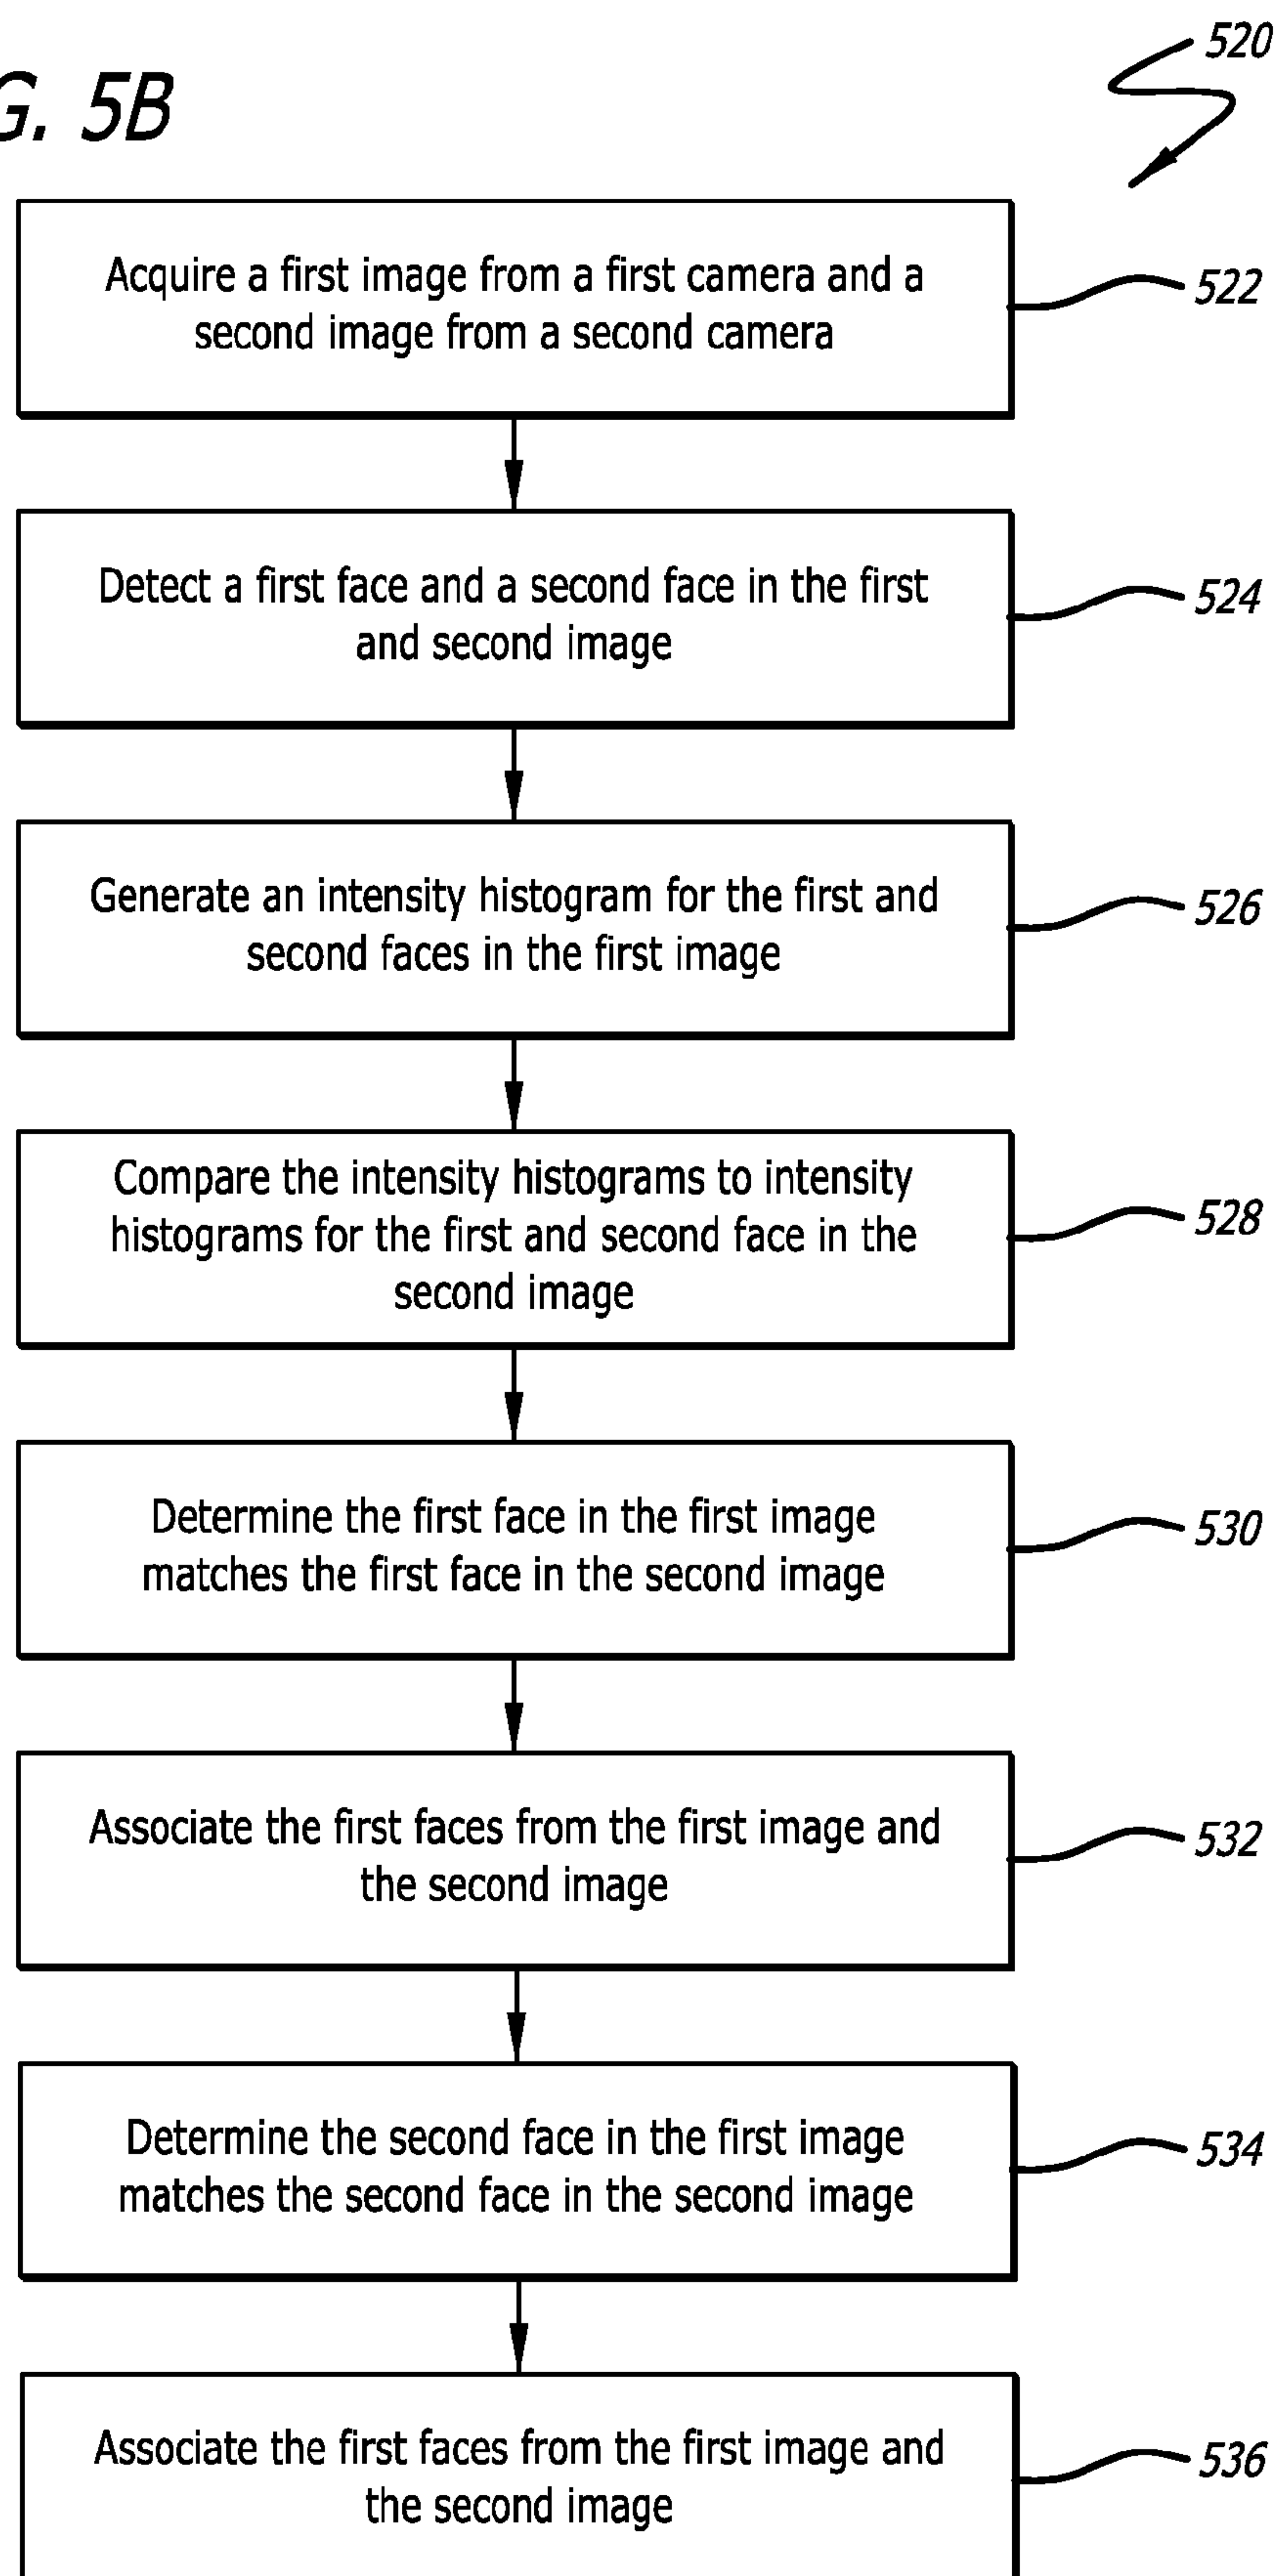 520
G. 5B
Acquire a first image from a first camera and a
second image from a second camera
522
Detect a first face and a second face in the first
and second image
524
Generate an intensity histogram for the first and
second faces in the first image
526
Compare the intensity histograms to intensity
histograms for the first and second face in the
second image
528
Determine the first face in the first image
matches the first face in the second image
530
Associate the first faces from the first image and
the second image
532
Determine the second face in the first image
matches the second face in the second image
534
Associate the first faces from the first image and
the second image
536